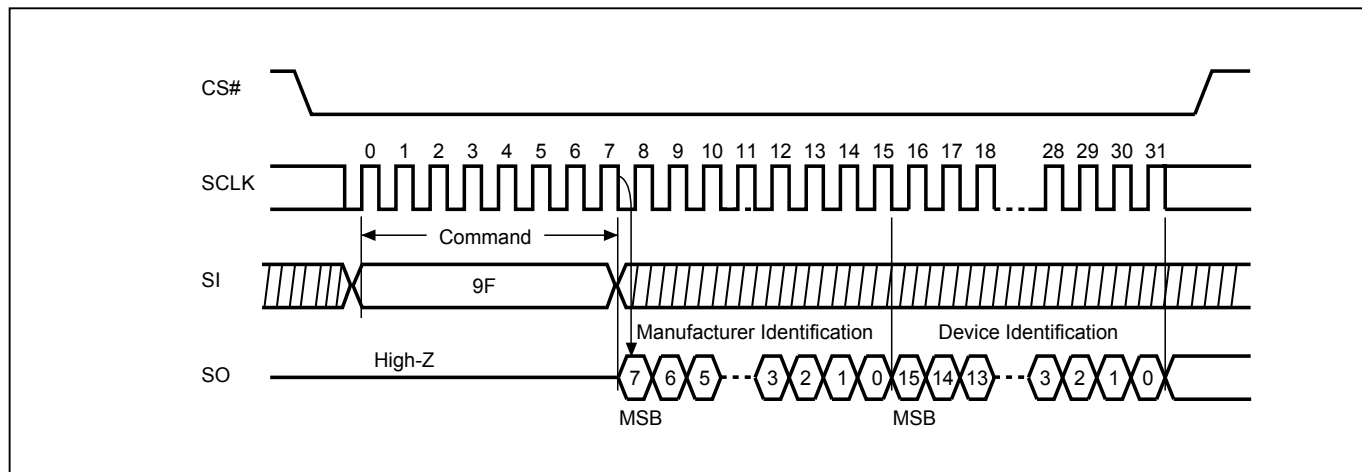 CS#
0 1 2 3 4 5 6 7 8 9 10 11 12 13 14 15 16 17 18 28 29 30 31
SCLK
Command
SI
9F
Manufacturer Identification Device Identification
High-Z
SO
7 6 5 3 2 1 0 15 14 13 3 2 1 0
MSB MSB